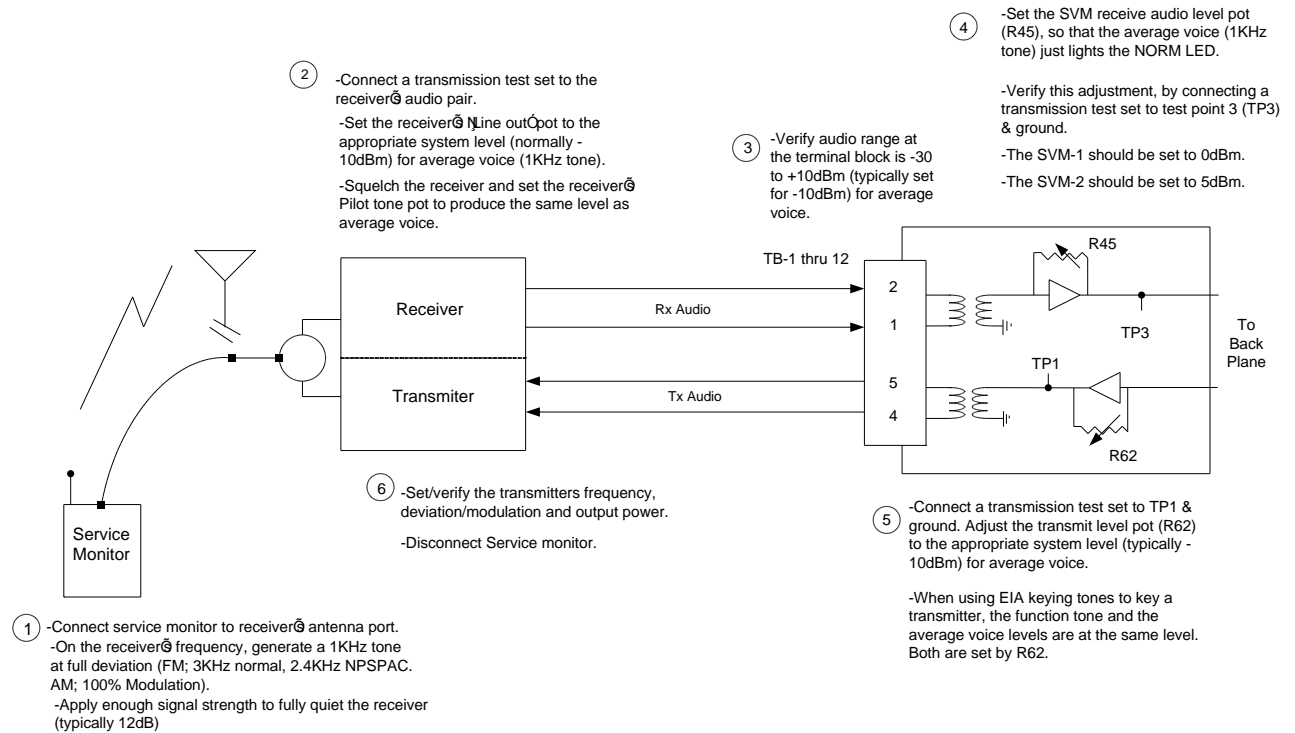 4
-Set the SVM receive audio level pot
(R45), so that the average voice (1KHz
tone) just lights the NORM LED.
-Verify this adjustment, by connecting a
transmission test set to test point 3 (TP3)
& ground.
-The SVM-1 should be set to 0dBm.
-The SVM-2 should be set to 5dBm.
2
-Connect a transmission test set to the
audio pair.
-Set the pot to the
appropriate system level (normally -
10dBm) for average voice (1KHz tone).
-Squelch the receiver and set the
Pilot tone pot to produce the same level as
average voice.
3
-Verify audio range at
the terminal block is -30
to +10dBm (typically set
for -10dBm) for average
voice.
TB-1 thru 12
R45
2
1
5
4
TP3
TP1
R62
To
Back
Plane
Receiver
Transmiter
Rx Audio
Tx Audio
Service
Monitor
6
-Set/verify the transmitters frequency,
deviation/modulation and output power.
-Disconnect Service monitor.
5
-Connect a transmission test set to TP1 &
ground. Adjust the transmit level pot (R62)
to the appropriate system level (typically -
10dBm) for average voice.
-When using EIA keying tones to key a
transmitter, the function tone and the
average voice levels are at the same level.
Both are set by R62.
1
-Connect service monitor to antenna port.
-On the frequency, generate a 1KHz tone
at full deviation (FM; 3KHz normal, 2.4KHz NPSPAC.
AM; 100% Modulation).
-Apply enough signal strength to fully quiet the receiver
(typically 12dB)